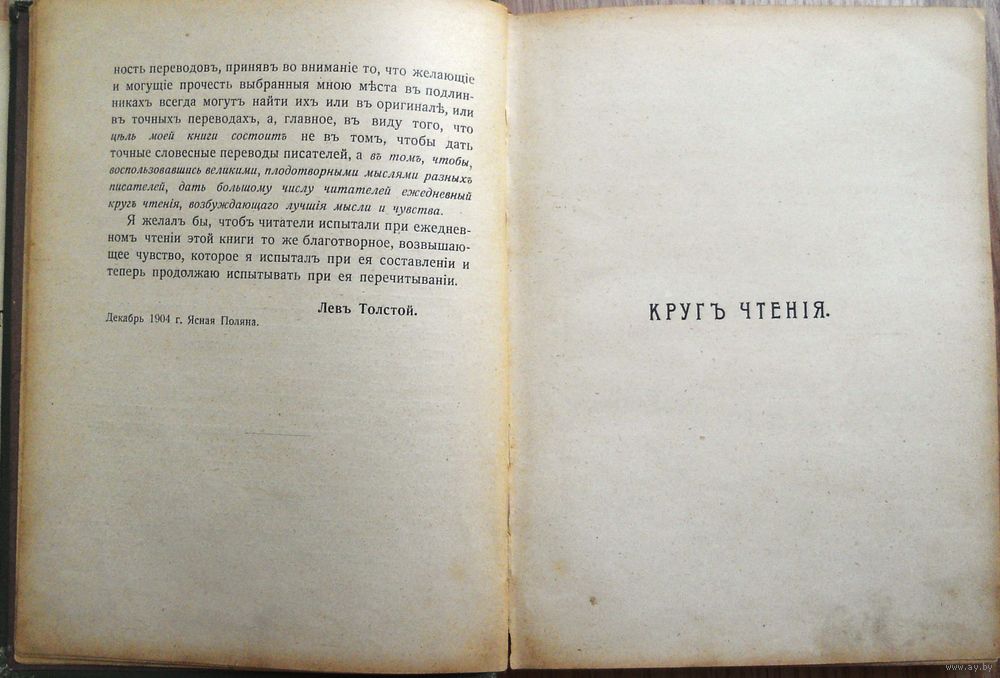 ность переводовъ, принявъ во вниманіе то, что желающіе
и могущіе прочесть выбранныя мною мѣста въ подлин-
никахъ всегда могутъ найти ихъ или въ оригиналѣ, или
въ точныхъ переводахъ, а, главное, въ виду того, что
цѣль моей книги состоитъ не въ томъ, чтобы дать
точные словесные переводы писателей, а въ томъ, чтобы,
воспользовавшись великими, плодотворными мыслями разныхъ
писателей, дать большому числу читателей ежедневный
кругъ чтенія, возбуждающаго лучшія мысли и чувства.
Я желалъ бы, чтобъ читатели испытали при ежеднев-
номъ чтеніи этой книги то же благотворное, возвышаю-
щее чувство, которое я испыталъ при ея составленіи и
теперь продолжаю испытывать при ея перечитываніи.
Левъ Толстой.
Декабрь 1904 г. Ясная Поляна.
КРУГЪ ЧТЕНІЯ.
www.ay.by